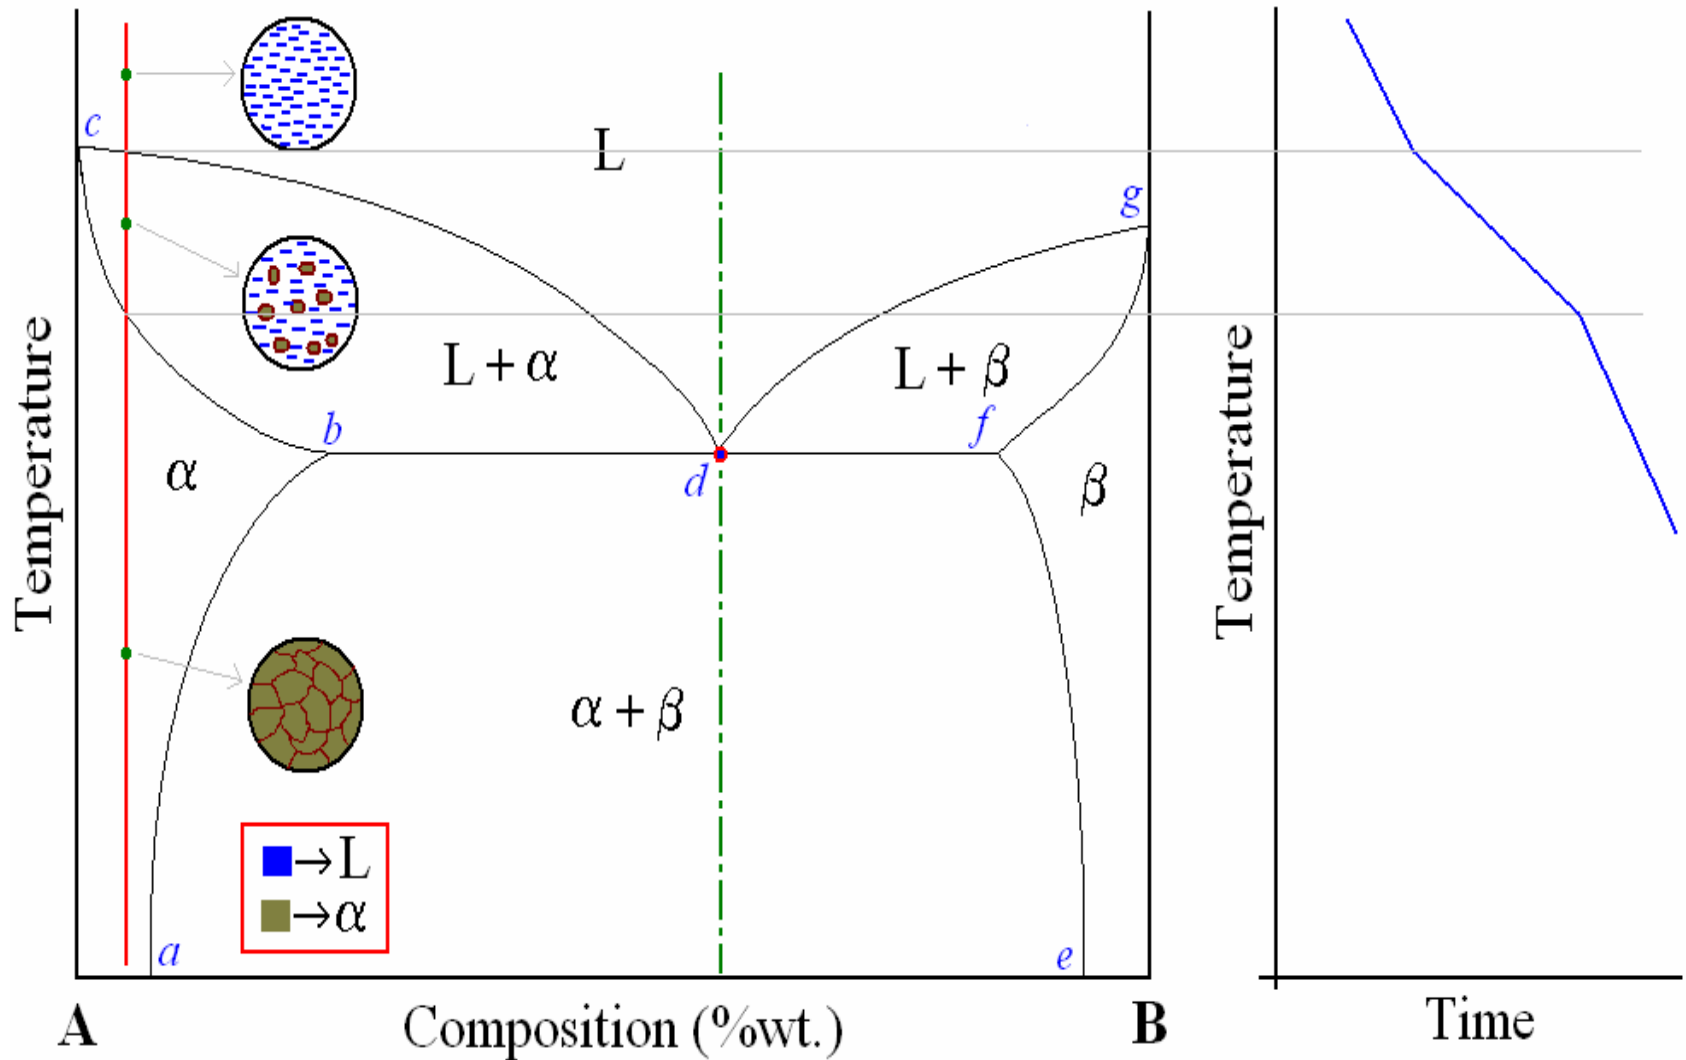 c
L
g
L + α
L + β
b
f
α
d
β
Temperature
Temperature
α + β
→L
→α
a
e
A
Composition (%wt.)
B
Time